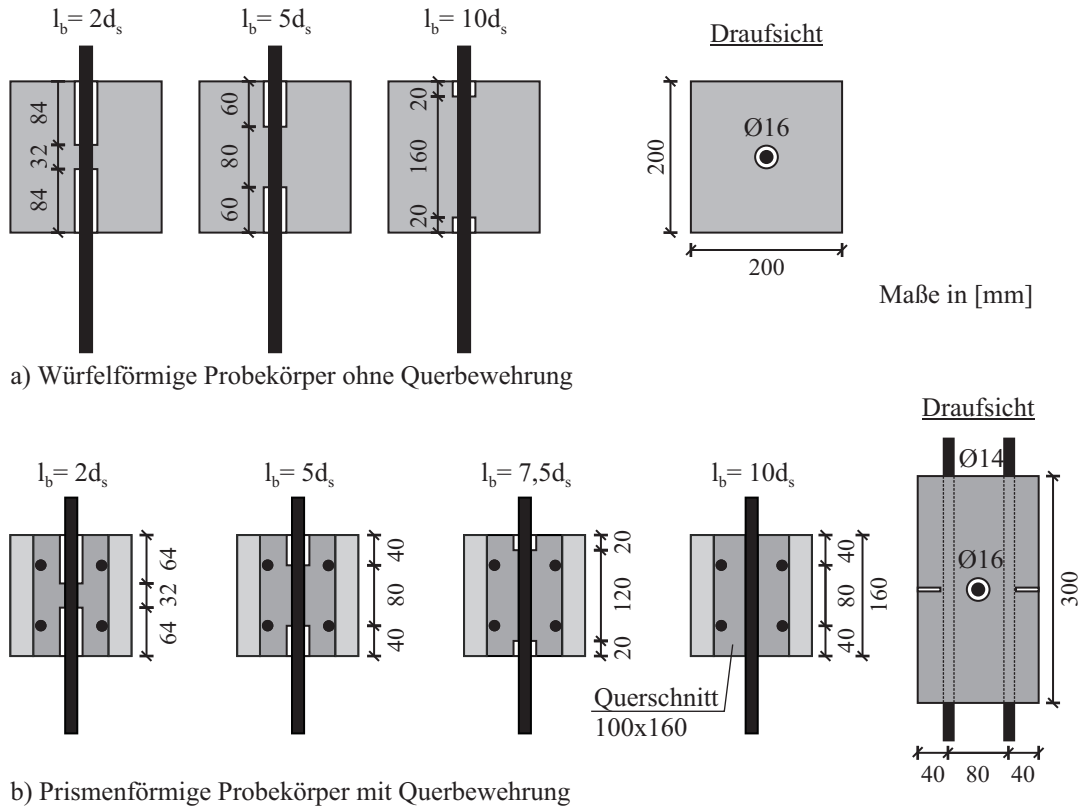 l_b= 2d_s
l_b= 5d_s
l_b= 10d_s
Draufsicht
84
32
84
60
80
60
20
160
20
Ø16
200
200
Maße in [mm]
a) Würfelförmige Probekörper ohne Querbewehrung
Draufsicht
l_b= 2d_s
l_b= 5d_s
l_b= 7,5d_s
l_b= 10d_s
64
32
64
40
80
40
20
120
20
40
80
40
160
Querschnitt
100x160
Ø14
Ø16
300
40
80
40
b) Prismenförmige Probekörper mit Querbewehrung